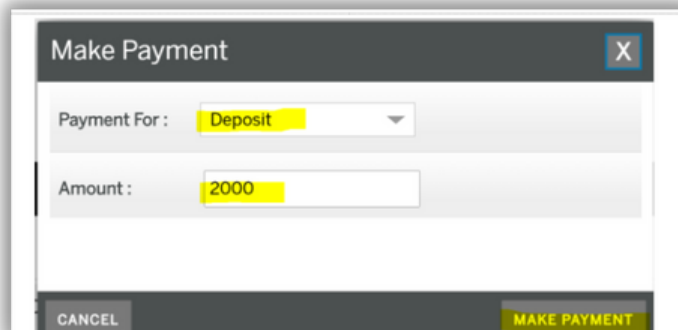 Make Payment X
Payment For : Deposit
Amount : 2000
CANCEL MAKE PAYMENT